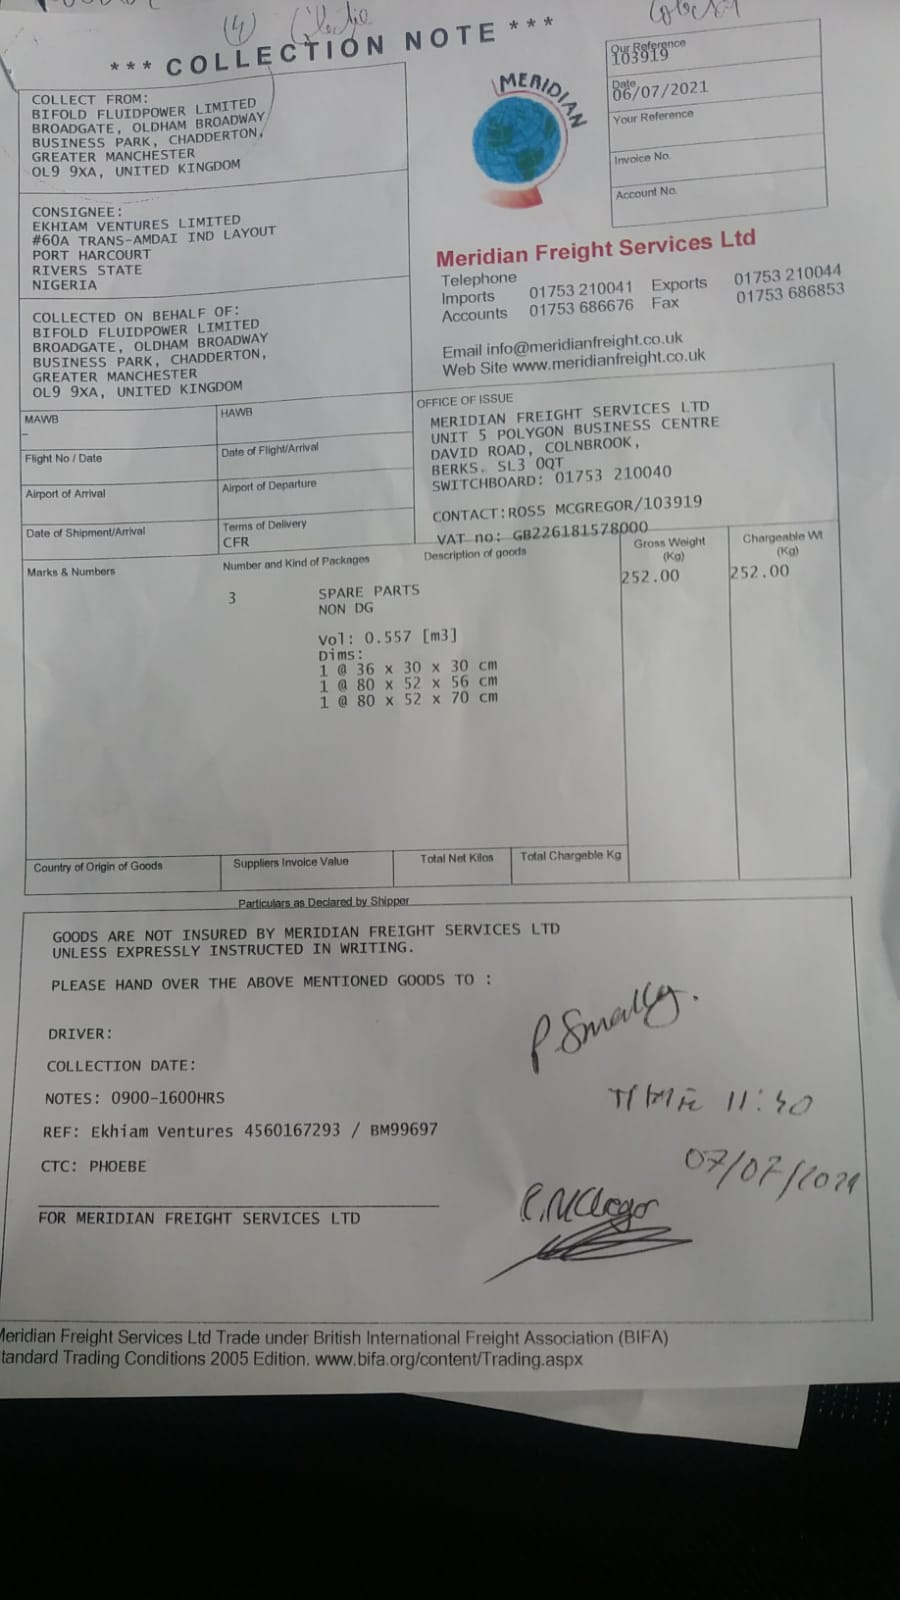 (4)
*** COLLECTION NOTE ***
Our Reference
103919
Date
06/07/2021
Your Reference
Invoice No.
Account No.
COLLECT FROM:
BIFOLD FLUIDPOWER LIMITED
BROADGATE, OLDHAM BROADWAY
BUSINESS PARK, CHADDERTON,
GREATER MANCHESTER
OL9 9XA, UNITED KINGDOM
MERIDIAN
CONSIGNEE:
EKHIAM VENTURES LIMITED
#60A TRANS-AMDAI IND LAYOUT
PORT HARCOURT
RIVERS STATE
NIGERIA
Meridian Freight Services Ltd
Telephone
Imports 01753 210041 Exports 01753 210044
Accounts 01753 686676 Fax 01753 686853
Email info@meridianfreight.co.uk
Web Site www.meridianfreight.co.uk
COLLECTED ON BEHALF OF:
BIFOLD FLUIDPOWER LIMITED
BROADGATE, OLDHAM BROADWAY
BUSINESS PARK, CHADDERTON,
GREATER MANCHESTER
OL9 9XA, UNITED KINGDOM
MAWB HAWB
Flight No / Date Date of Flight/Arrival
Airport of Arrival Airport of Departure
Date of Shipment/Arrival Terms of Delivery
CFR
OFFICE OF ISSUE
MERIDIAN FREIGHT SERVICES LTD
UNIT 5 POLYGON BUSINESS CENTRE
DAVID ROAD, COLNBROOK,
BERKS, SL3 0QT
SWITCHBOARD: 01753 210040
CONTACT:ROSS MCGREGOR/103919
VAT no: GB226181578000
Marks & Numbers Number and Kind of Packages Description of goods Gross Weight (Kg) Chargeable Wt (Kg)
3 SPARE PARTS 252.00 252.00
NON DG
Vol: 0.557 [m3]
Dims:
1 @ 36 x 30 x 30 cm
1 @ 80 x 52 x 56 cm
1 @ 80 x 52 x 70 cm
Country of Origin of Goods Suppliers Invoice Value Total Net Kilos Total Chargeable Kg
Particulars as Declared by Shipper
GOODS ARE NOT INSURED BY MERIDIAN FREIGHT SERVICES LTD
UNLESS EXPRESSLY INSTRUCTED IN WRITING.
PLEASE HAND OVER THE ABOVE MENTIONED GOODS TO :
P Smally.
DRIVER:
COLLECTION DATE:
NOTES: 0900-1600HRS
TIME 11:30
REF: Ekhiam Ventures 4560167293 / BM99697
CTC: PHOEBE
07/07/2021
FOR MERIDIAN FREIGHT SERVICES LTD
Meridian Freight Services Ltd Trade under British International Freight Association (BIFA)
Standard Trading Conditions 2005 Edition. www.bifa.org/content/Trading.aspx